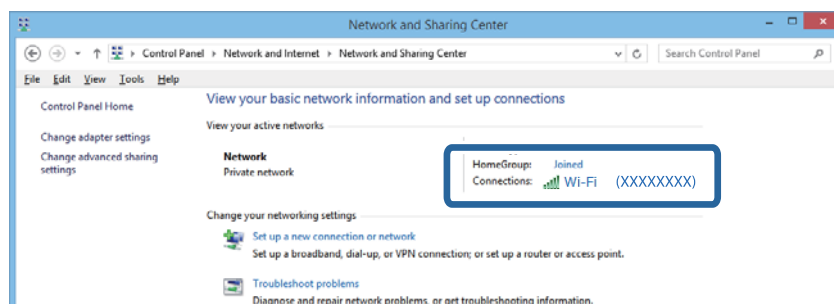 Network and Sharing Center
Control Panel Network and Internet Network and Sharing Center Search Control Panel
File Edit View Tools Help
Control Panel Home
Change adapter settings
Change advanced sharing
settings
View your basic network information and set up connections
View your active networks
Network
Private network
HomeGroup: Joined
Connections: Wi-Fi (XXXXXXXX)
Change your networking settings
Set up a new connection or network
Set up a broadband, dial-up, or VPN connection; or set up a router or access point.
Troubleshoot problems
Diagnose and repair network problems, or get troubleshooting information.